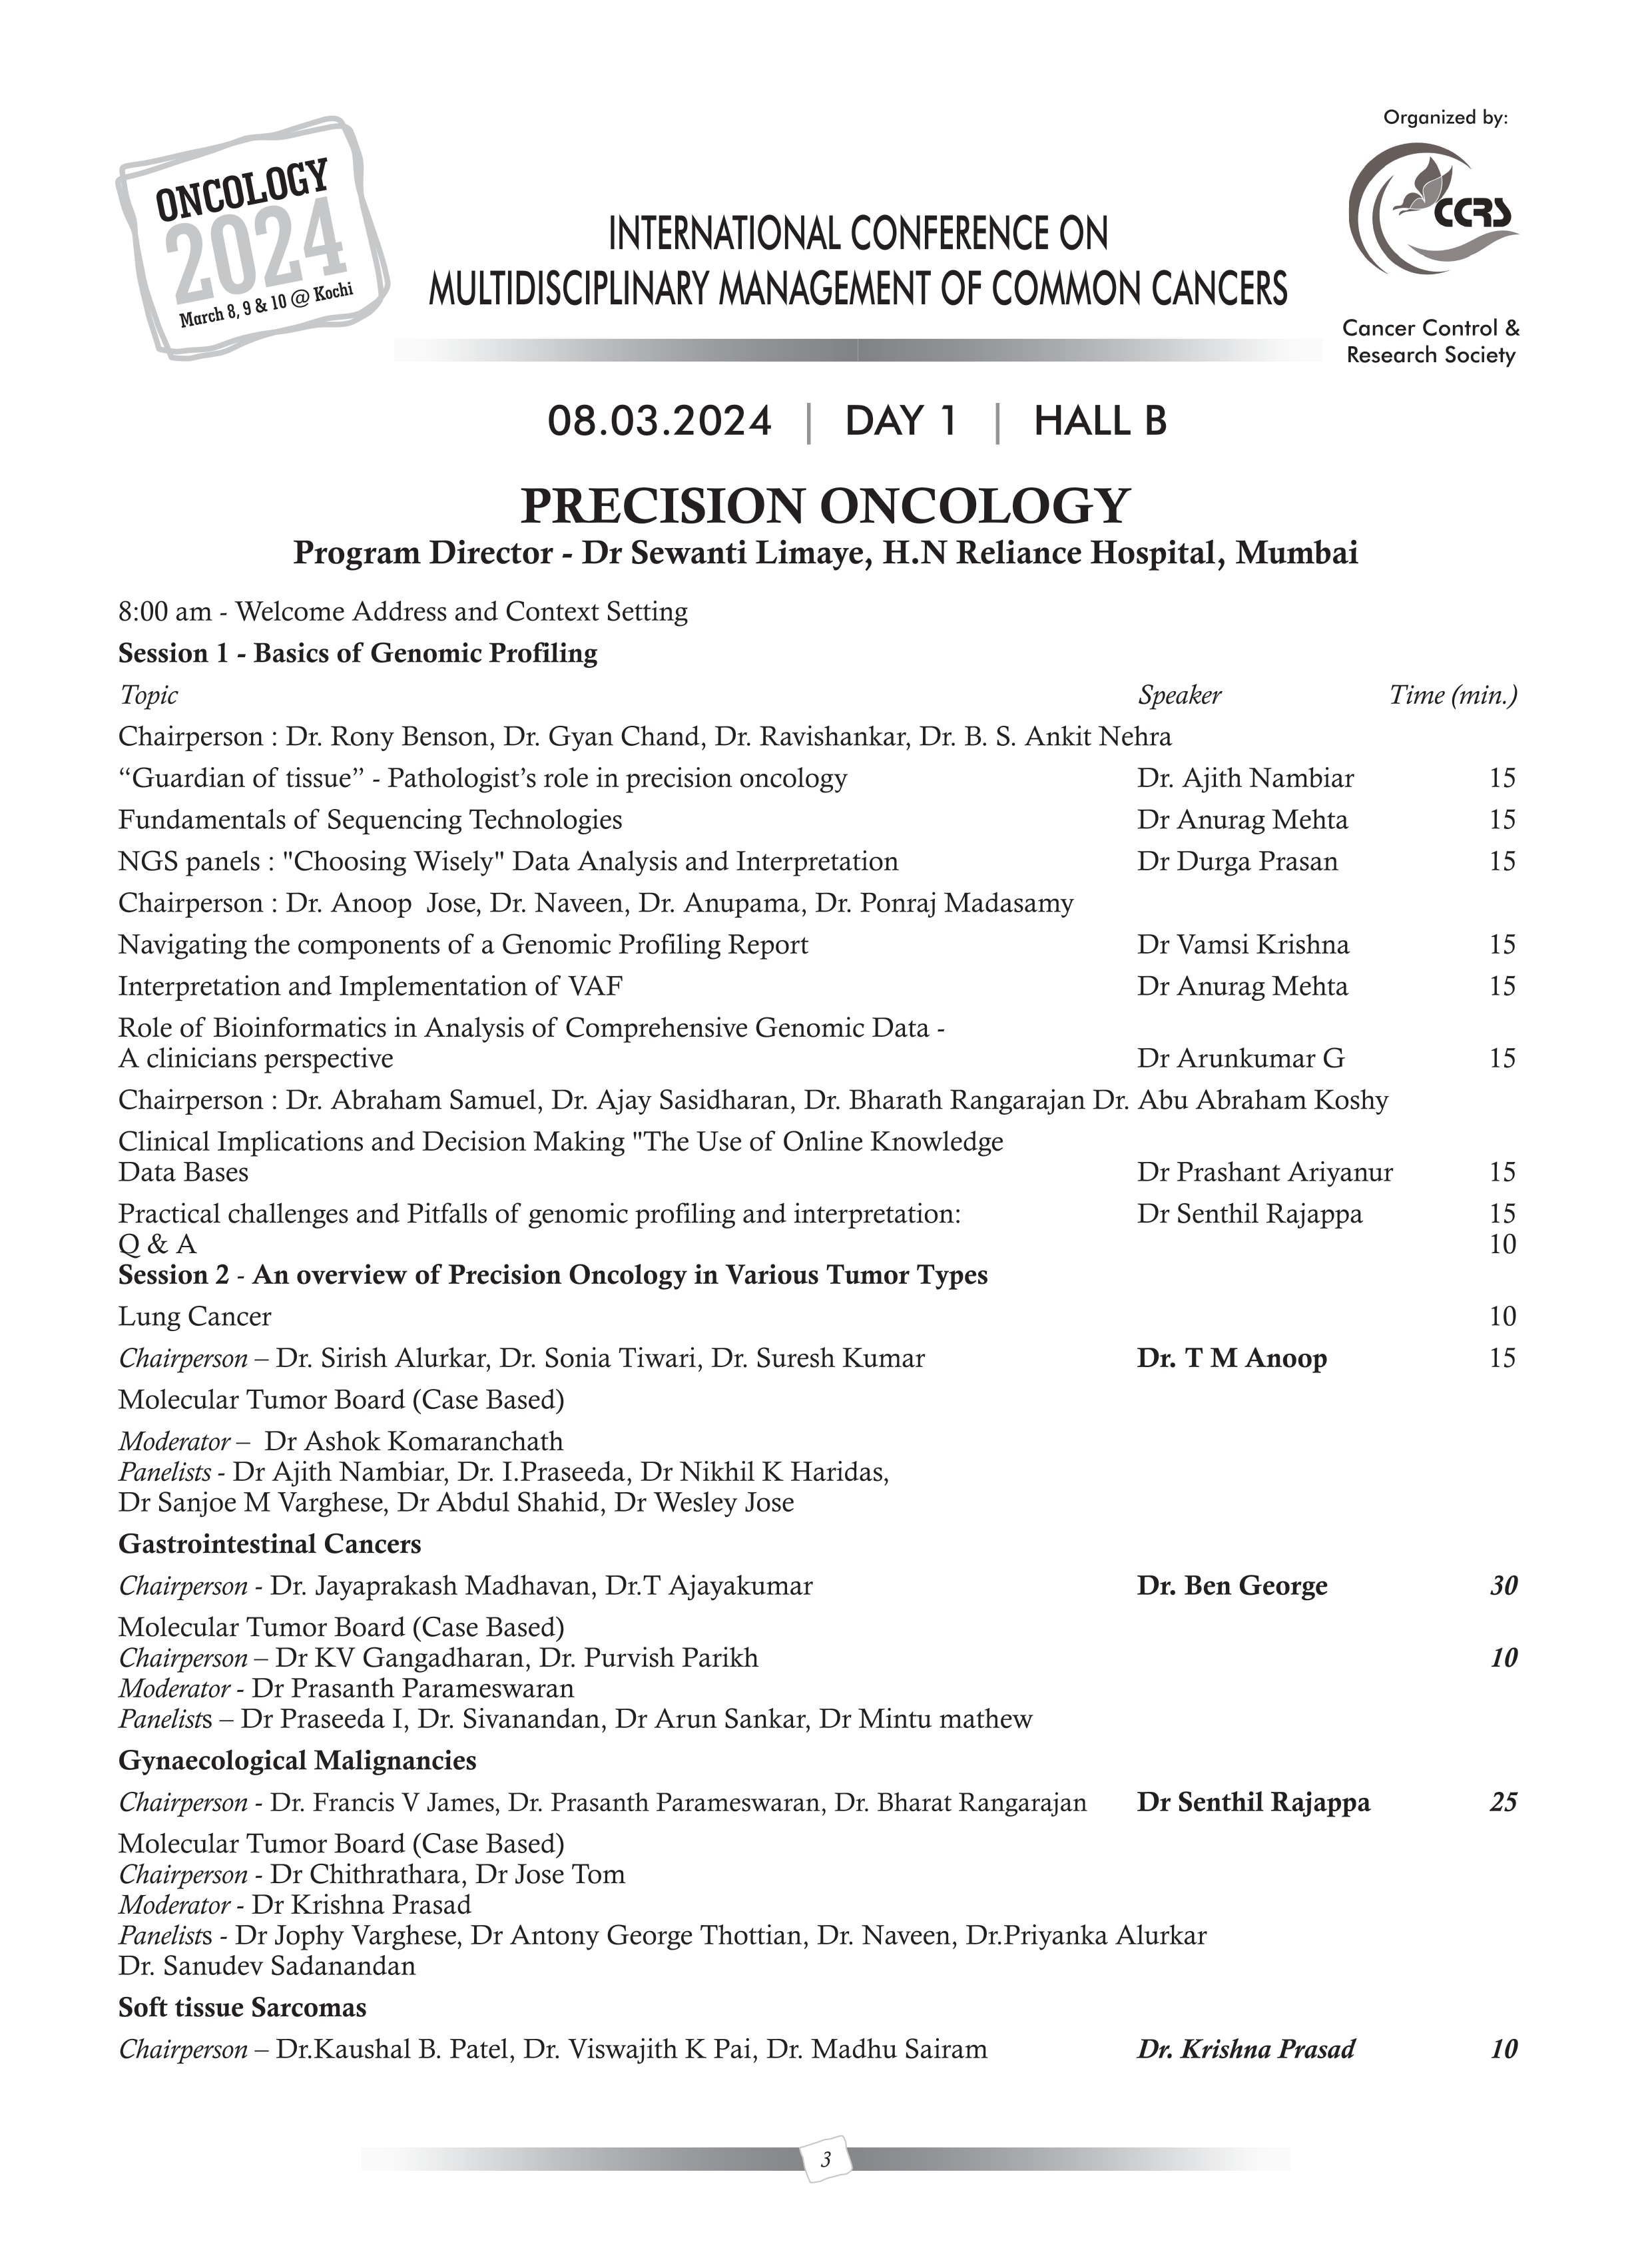 ONCOLOGY
2024
March 8, 9 & 10 @ Kochi
INTERNATIONAL CONFERENCE ON
MULTIDISCIPLINARY MANAGEMENT OF COMMON CANCERS
Organized by:
CCRS
Cancer Control &
Research Society
08.03.2024 | DAY 1 | HALL B
PRECISION ONCOLOGY
Program Director - Dr Sewanti Limaye, H.N Reliance Hospital, Mumbai
8:00 am - Welcome Address and Context Setting
Session 1 - Basics of Genomic Profiling
Topic Speaker Time (min.)
Chairperson : Dr. Rony Benson, Dr. Gyan Chand, Dr. Ravishankar, Dr. B. S. Ankit Nehra
“Guardian of tissue” - Pathologist’s role in precision oncology Dr. Ajith Nambiar 15
Fundamentals of Sequencing Technologies Dr Anurag Mehta 15
NGS panels : "Choosing Wisely" Data Analysis and Interpretation Dr Durga Prasan 15
Chairperson : Dr. Anoop Jose, Dr. Naveen, Dr. Anupama, Dr. Ponraj Madasamy
Navigating the components of a Genomic Profiling Report Dr Vamsi Krishna 15
Interpretation and Implementation of VAF Dr Anurag Mehta 15
Role of Bioinformatics in Analysis of Comprehensive Genomic Data -
A clinicians perspective Dr Arunkumar G 15
Chairperson : Dr. Abraham Samuel, Dr. Ajay Sasidharan, Dr. Bharath Rangarajan Dr. Abu Abraham Koshy
Clinical Implications and Decision Making "The Use of Online Knowledge
Data Bases Dr Prashant Ariyanur 15
Practical challenges and Pitfalls of genomic profiling and interpretation: Dr Senthil Rajappa 15
Q & A 10
Session 2 - An overview of Precision Oncology in Various Tumor Types
Lung Cancer 10
Chairperson – Dr. Sirish Alurkar, Dr. Sonia Tiwari, Dr. Suresh Kumar Dr. T M Anoop 15
Molecular Tumor Board (Case Based)
Moderator – Dr Ashok Komaranchath
Panelists - Dr Ajith Nambiar, Dr. I.Praseeda, Dr Nikhil K Haridas,
Dr Sanjoe M Varghese, Dr Abdul Shahid, Dr Wesley Jose
Gastrointestinal Cancers
Chairperson - Dr. Jayaprakash Madhavan, Dr.T Ajayakumar Dr. Ben George 30
Molecular Tumor Board (Case Based)
Chairperson – Dr KV Gangadharan, Dr. Purvish Parikh 10
Moderator - Dr Prasanth Parameswaran
Panelists – Dr Praseeda I, Dr. Sivanandan, Dr Arun Sankar, Dr Mintu mathew
Gynaecological Malignancies
Chairperson - Dr. Francis V James, Dr. Prasanth Parameswaran, Dr. Bharat Rangarajan Dr Senthil Rajappa 25
Molecular Tumor Board (Case Based)
Chairperson - Dr Chithrathara, Dr Jose Tom
Moderator - Dr Krishna Prasad
Panelists - Dr Jophy Varghese, Dr Antony George Thottian, Dr. Naveen, Dr.Priyanka Alurkar
Dr. Sanudev Sadanandan
Soft tissue Sarcomas
Chairperson – Dr.Kaushal B. Patel, Dr. Viswajith K Pai, Dr. Madhu Sairam Dr. Krishna Prasad 10
3